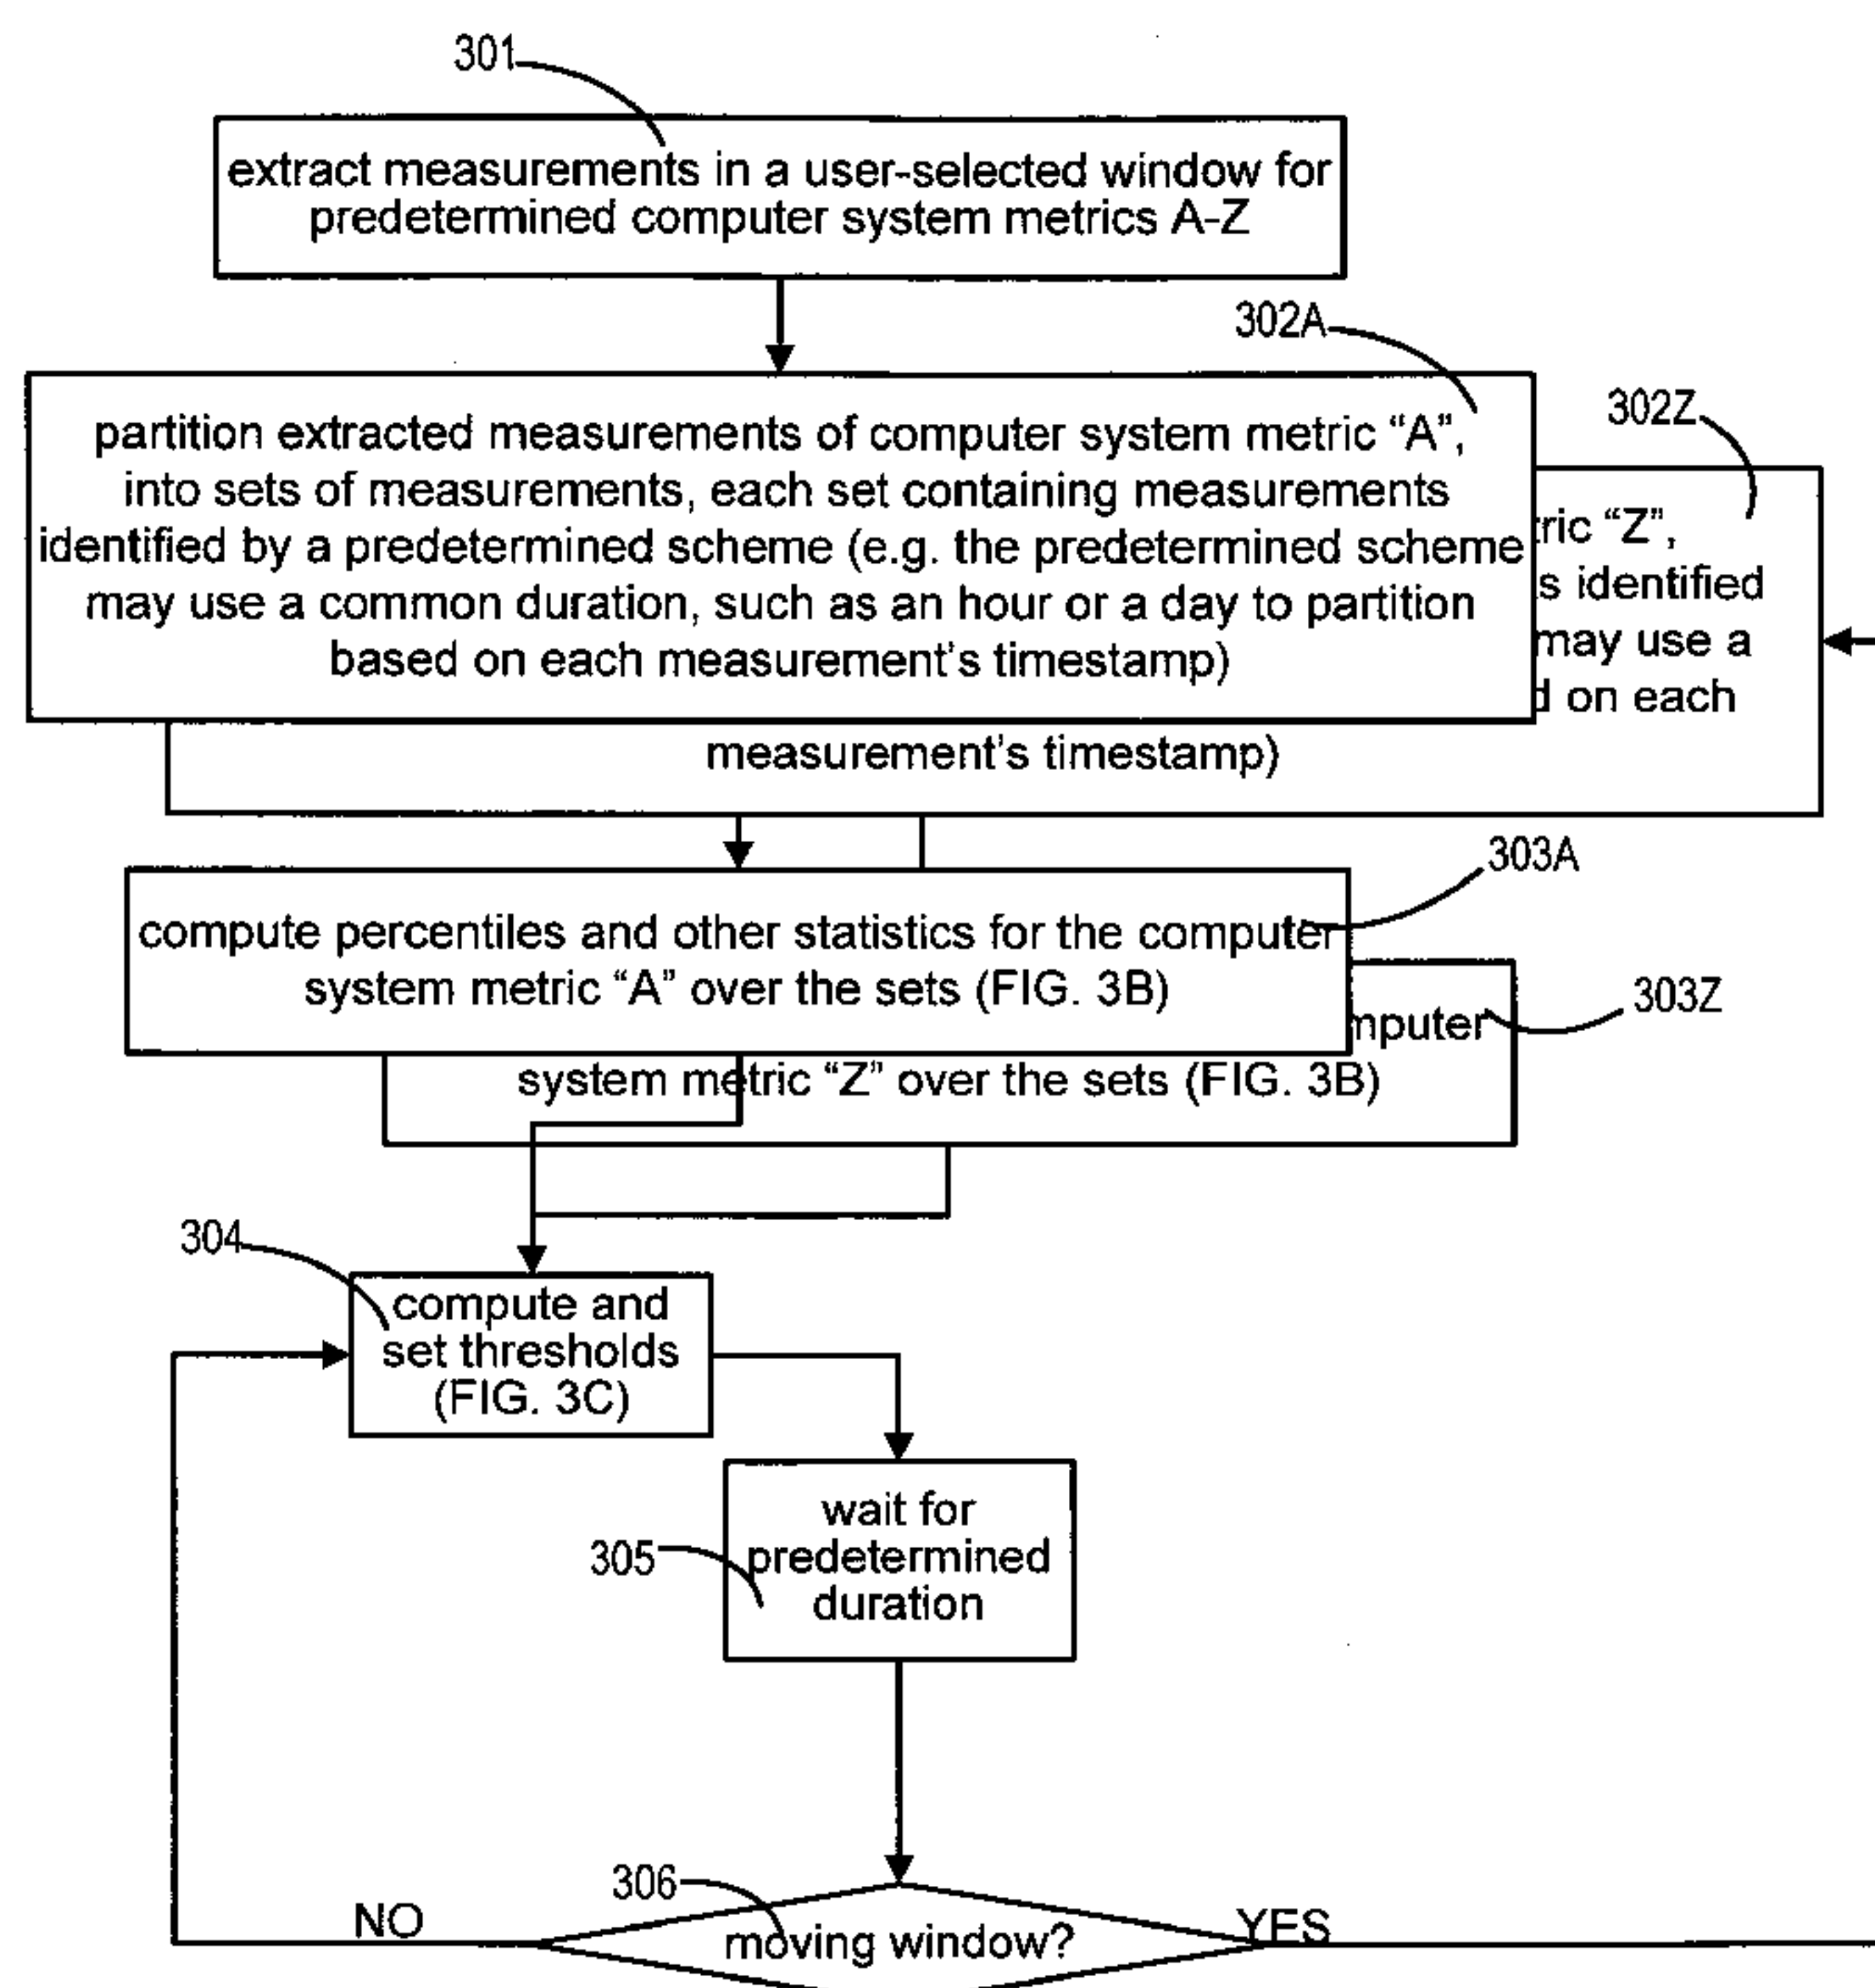 301
extract measurements in a user-selected window for
predetermined computer system metrics A-Z
302A
partition extracted measurements of computer system metric “A”,
into sets of measurements, each set containing measurements
identified by a predetermined scheme (e.g. the predetermined scheme
may use a common duration, such as an hour or a day to partition
based on each measurement's timestamp)
302Z
“Z”,
identified
may use a
on each
measurement's timestamp)
303A
compute percentiles and other statistics for the computer
system metric “A” over the sets (FIG. 3B)
303Z
system metric “Z” over the sets (FIG. 3B)
304
compute and
set thresholds
(FIG. 3C)
305
wait for
predetermined
duration
306
moving window?
NO
YES